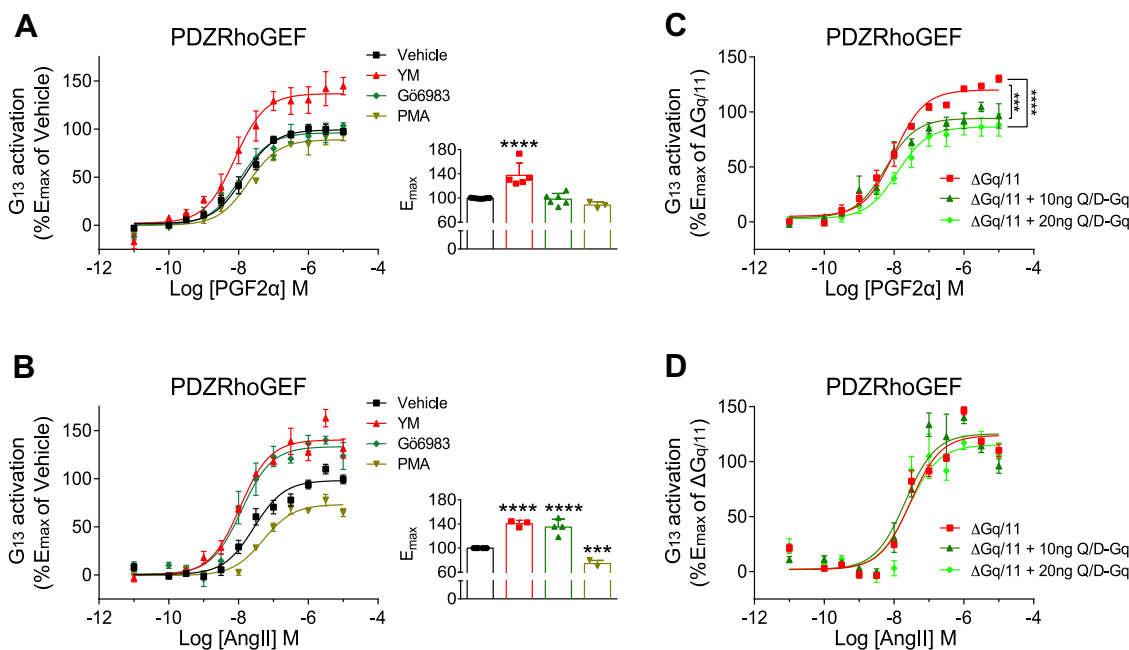 A
PDZRhoGEF
G13 activation
(%Emax of Vehicle)
150
100
50
0
-12
-10
-8
-6
-4
Log [PGF2α] M
Vehicle
YM
Gö6983
PMA
Emax
180
140
100
60
0
****
C
PDZRhoGEF
G13 activation
(%Emax of ΔGq/11)
150
100
50
0
-12
-10
-8
-6
-4
Log [PGF2α] M
***
****
ΔGq/11
ΔGq/11 + 10ng Q/D-Gq
ΔGq/11 + 20ng Q/D-Gq
B
PDZRhoGEF
G13 activation
(%Emax of Vehicle)
150
100
50
0
-12
-10
-8
-6
-4
Log [AngII] M
Vehicle
YM
Gö6983
PMA
Emax
180
140
100
60
0
****
****
***
D
PDZRhoGEF
G13 activation
(%Emax of ΔGq/11)
150
100
50
0
-12
-10
-8
-6
-4
Log [AngII] M
ΔGq/11
ΔGq/11 + 10ng Q/D-Gq
ΔGq/11 + 20ng Q/D-Gq